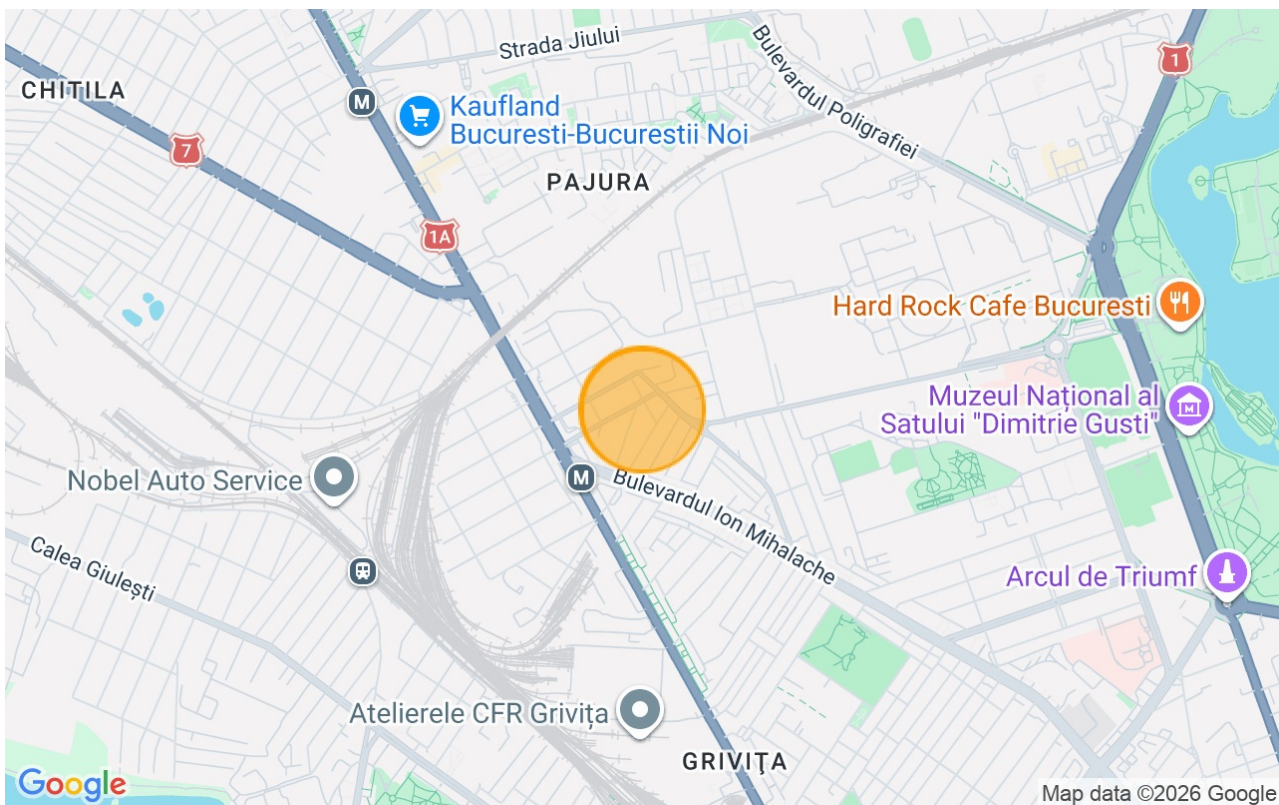 Strada Jiului
Bulevardul Poligrafiei
1
CHITILA
M
Kaufland
Bucuresti-Bucurestii Noi
7
PAJURA
1A
Hard Rock Cafe Bucuresti
Muzeul Național al
Satului "Dimitrie Gusti"
M
Nobel Auto Service
M
Bulevardul Ion Mihalache
Calea Giulești
Arcul de Triumf
Atelierele CFR Grivița
GRIVIŢA
Google
Map data ©2026 Google